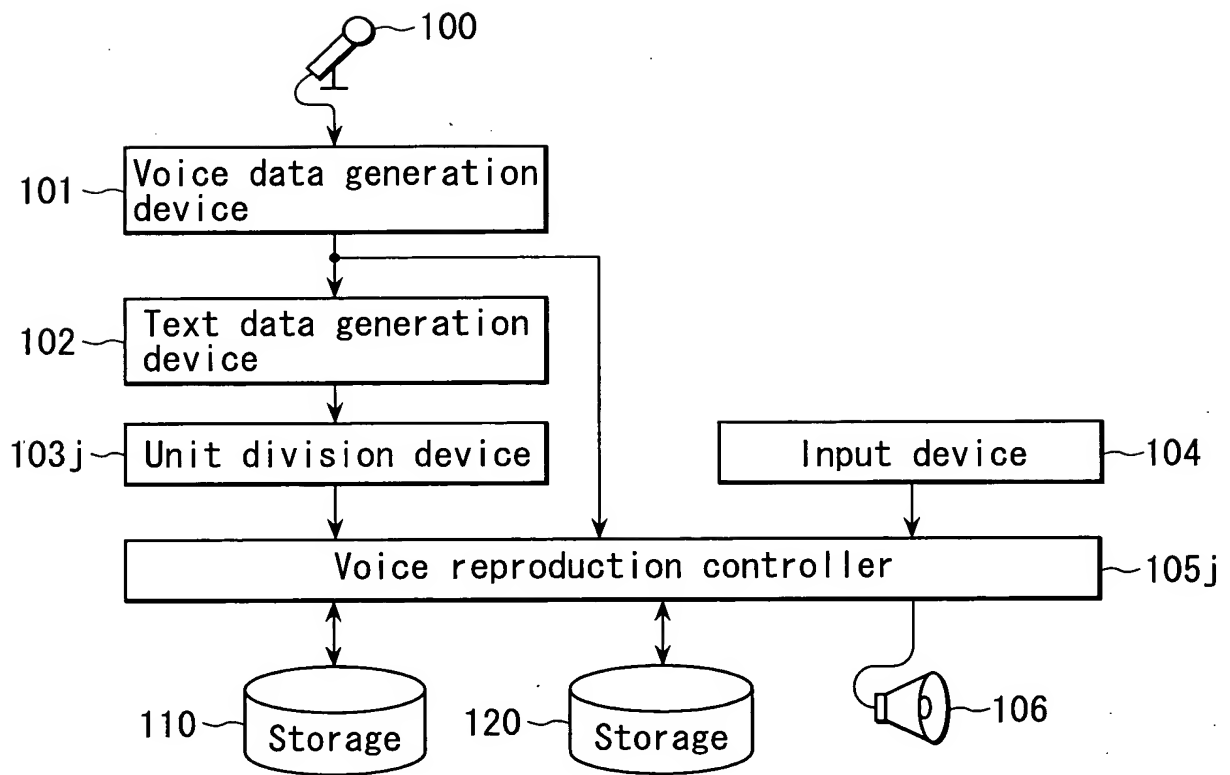 100
101
Voice data generation
device
102
Text data generation
device
103j
Unit division device
Input device
104
Voice reproduction controller
105j
110
Storage
120
Storage
106